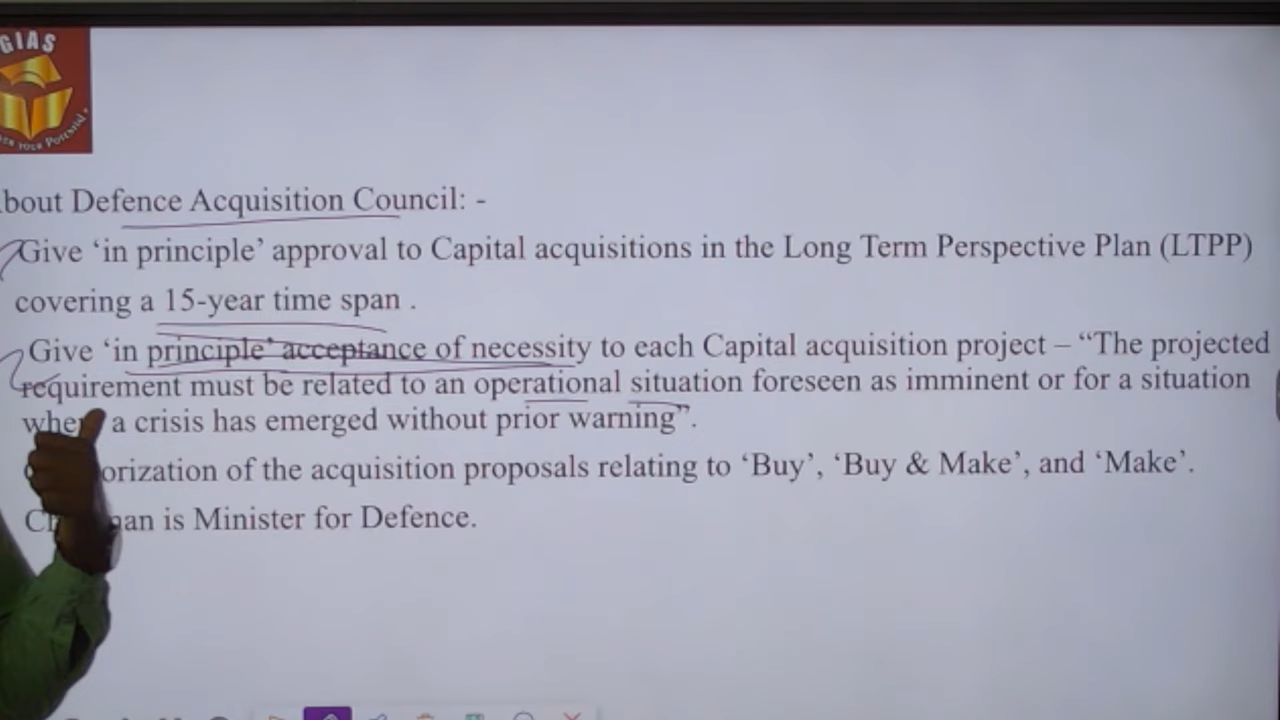 GIAS
Your Potential
bout Defence Acquisition Council: -
Give ‘in principle’ approval to Capital acquisitions in the Long Term Perspective Plan (LTPP)
covering a 15-year time span .
Give ‘in principle’ acceptance of necessity to each Capital acquisition project – “The projected
requirement must be related to an operational situation foreseen as imminent or for a situation
where a crisis has emerged without prior warning”.
orization of the acquisition proposals relating to ‘Buy’, ‘Buy & Make’, and ‘Make’.
is Minister for Defence.